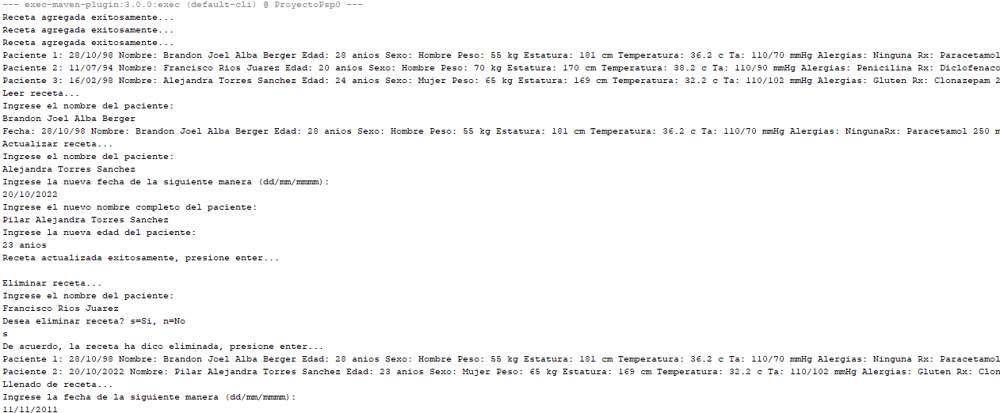 --- exec-maven-plugin:3.0.0:exec (default-cli) @ ProyectoPsp0 ---
Receta agregada exitosamente...
Receta agregada exitosamente...
Receta agregada exitosamente...
Paciente 1: 28/10/98 Nombre: Brandon Joel Alba Berger Edad: 28 anios Sexo: Hombre Peso: 55 kg Estatura: 181 cm Temperatura: 36.2 c Ta: 110/70 mmHg Alergias: Ninguna Rx: Paracetamol
Paciente 2: 11/07/94 Nombre: Francisco Rios Juarez Edad: 20 anios Sexo: Hombre Peso: 70 kg Estatura: 170 cm Temperatura: 38.2 c Ta: 110/90 mmHg Alergias: Penicilina Rx: Diclofenaco
Paciente 3: 16/02/98 Nombre: Alejandra Torres Sanchez Edad: 24 anios Sexo: Mujer Peso: 65 kg Estatura: 169 cm Temperatura: 32.2 c Ta: 110/102 mmHg Alergias: Gluten Rx: Clonazepam 2
Leer receta...
Ingrese el nombre del paciente:
Brandon Joel Alba Berger
Fecha: 28/10/98 Nombre: Brandon Joel Alba Berger Edad: 28 anios Sexo: Hombre Peso: 55 kg Estatura: 181 cm Temperatura: 36.2 c Ta: 110/70 mmHg Alergias: NingunaRx: Paracetamol 250 m
Actualizar receta...
Ingrese el nombre del paciente:
Alejandra Torres Sanchez
Ingrese la nueva fecha de la siguiente manera (dd/mm/mmmm):
20/10/2022
Ingrese el nuevo nombre completo del paciente:
Pilar Alejandra Torres Sanchez
Ingrese la nueva edad del paciente:
23 anios
Receta actualizada exitosamente, presione enter...
Eliminar receta...
Ingrese el nombre del paciente:
Francisco Rios Juarez
Desea eliminar receta? s=Si, n=No
s
De acuerdo, la receta ha dico eliminada, presione enter...
Paciente 1: 28/10/98 Nombre: Brandon Joel Alba Berger Edad: 28 anios Sexo: Hombre Peso: 55 kg Estatura: 181 cm Temperatura: 36.2 c Ta: 110/70 mmHg Alergias: Ninguna Rx: Paracetamol
Paciente 2: 20/10/2022 Nombre: Pilar Alejandra Torres Sanchez Edad: 23 anios Sexo: Mujer Peso: 65 kg Estatura: 169 cm Temperatura: 32.2 c Ta: 110/102 mmHg Alergias: Gluten Rx: Clon
Llenado de receta...
Ingrese la fecha de la siguiente manera (dd/mm/mmmm):
11/11/2011